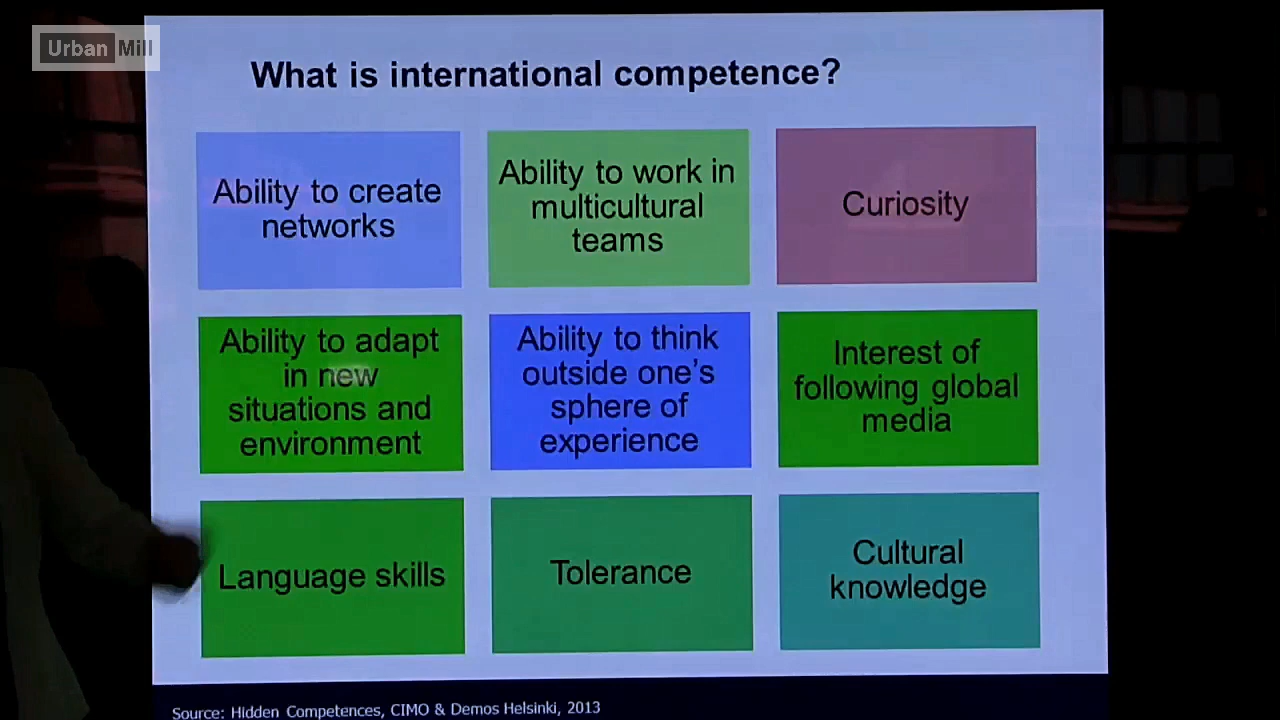 Urban Mill
What is international competence?
Ability to create
networks
Ability to work in
multicultural
teams
Curiosity
Ability to adapt
in new
situations and
environment
Ability to think
outside one's
sphere of
experience
Interest of
following global
media
Language skills
Tolerance
Cultural
knowledge
Source: Hidden Competences, CIMO & Demos Helsinki, 2013